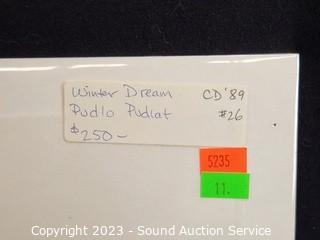 Winter Dream CD '89
Pudlo Pudlat #26
$250-
5235
11.
Copyright 2023 - Sound Auction Service